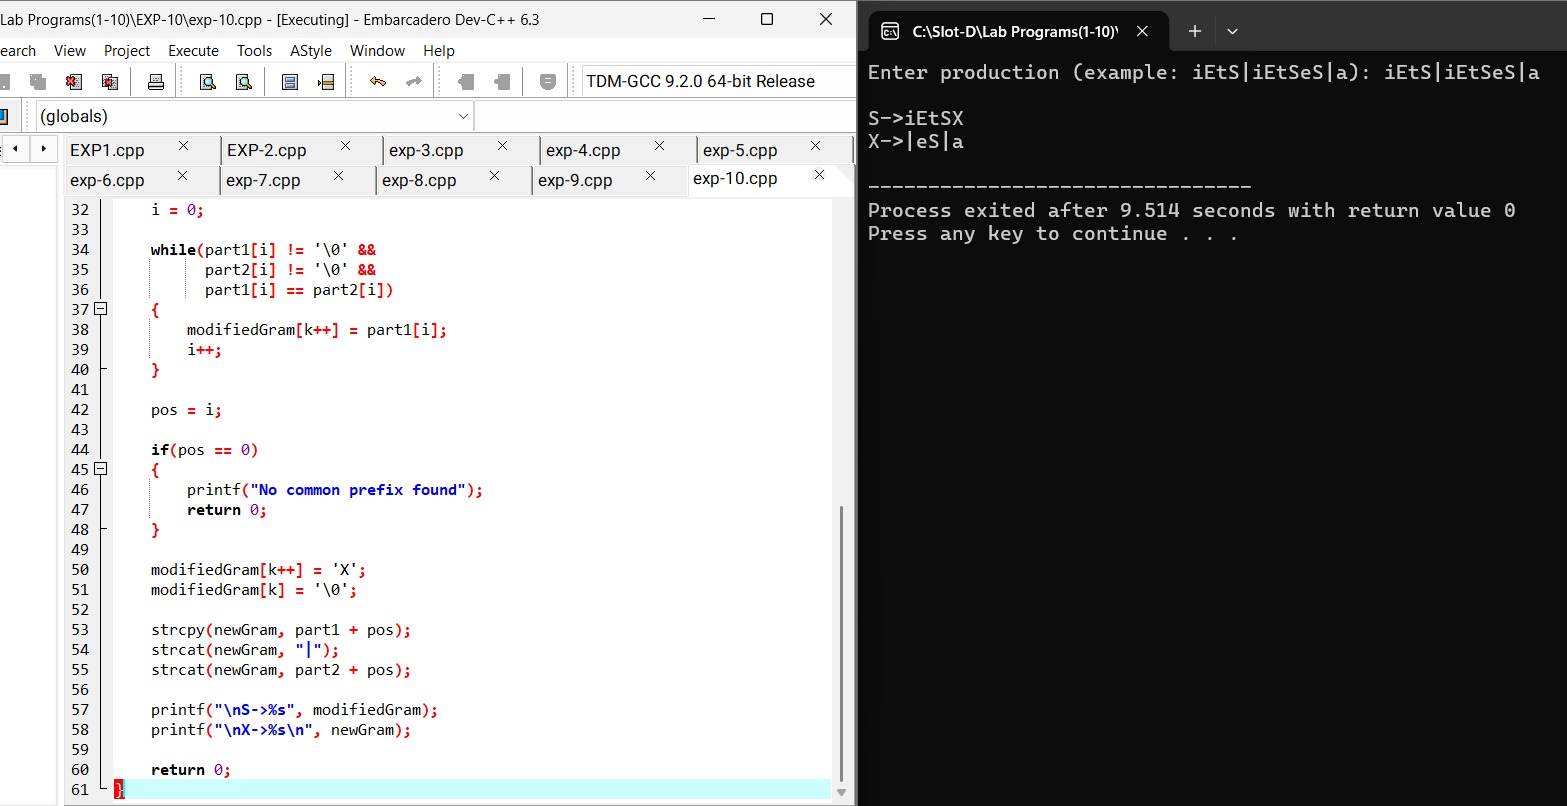 Lab Programs(1-10)\EXP-10\exp-10.cpp - [Executing] - Embarcadero Dev-C++ 6.3
earch View Project Execute Tools AStyle Window Help
TDM-GCC 9.2.0 64-bit Release
(globals)
EXP1.cpp EXP-2.cpp exp-3.cpp exp-4.cpp exp-5.cpp
exp-6.cpp exp-7.cpp exp-8.cpp exp-9.cpp exp-10.cpp
32 i = 0;
33
34 while(part1[i] != '\0' &&
35 part2[i] != '\0' &&
36 part1[i] == part2[i])
37 {
38 modifiedGram[k++] = part1[i];
39 i++;
40 }
41
42 pos = i;
43
44 if(pos == 0)
45 {
46 printf("No common prefix found");
47 return 0;
48 }
49
50 modifiedGram[k++] = 'X';
51 modifiedGram[k] = '\0';
52
53 strcpy(newGram, part1 + pos);
54 strcat(newGram, "|");
55 strcat(newGram, part2 + pos);
56
57 printf("\nS->%s", modifiedGram);
58 printf("\nX->%s\n", newGram);
59
60 return 0;
61 }
C:\Slot-D\Lab Programs(1-10)\
Enter production (example: iEtS|iEtSeS|a): iEtS|iEtSeS|a
S->iEtSX
X->|eS|a
--------------------------------
Process exited after 9.514 seconds with return value 0
Press any key to continue . . .